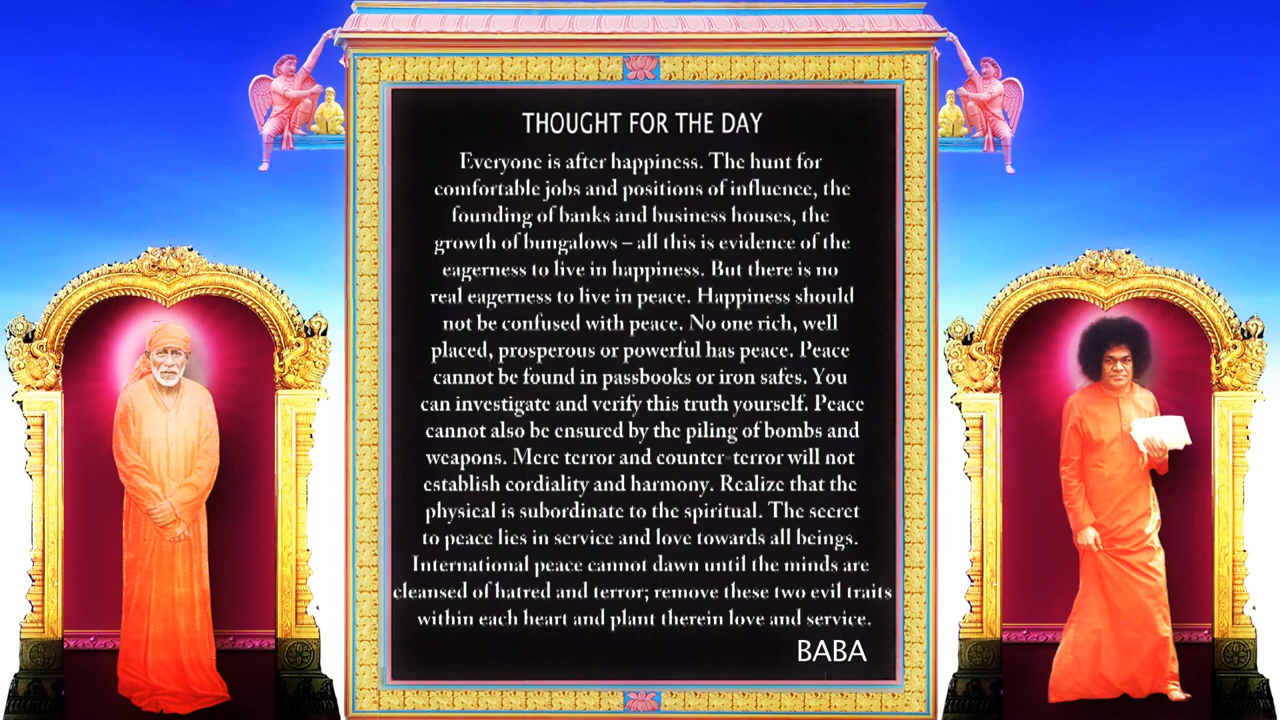 THOUGHT FOR THE DAY
Everyone is after happiness. The hunt for
comfortable jobs and positions of influence, the
founding of banks and business houses, the
growth of bungalows – all this is evidence of the
eagerness to live in happiness. But there is no
real eagerness to live in peace. Happiness should
not be confused with peace. No one rich, well
placed, prosperous or powerful has peace. Peace
cannot be found in passbooks or iron safes. You
can investigate and verify this truth yourself. Peace
cannot also be ensured by the piling of bombs and
weapons. Mere terror and counter-terror will not
establish cordiality and harmony. Realize that the
physical is subordinate to the spiritual. The secret
to peace lies in service and love towards all beings.
International peace cannot dawn until the minds are
cleansed of hatred and terror; remove these two evil traits
within each heart and plant therein love and service.
BABA